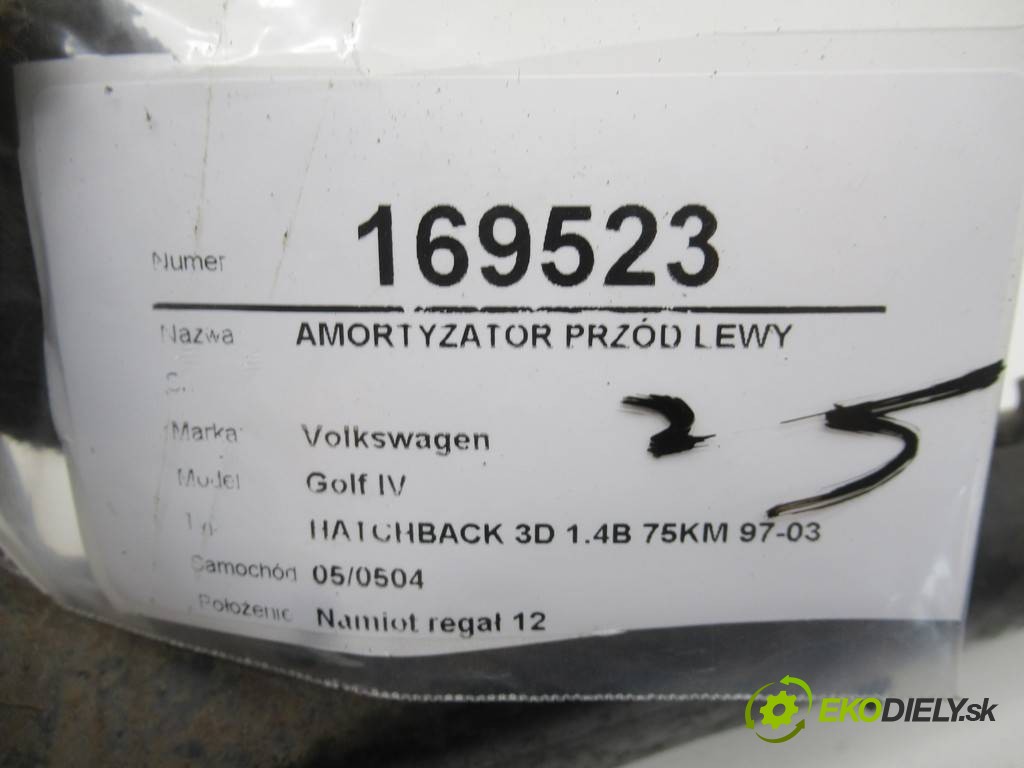 Numer 169523
Nazwa AMORTYZATOR PRZÓD LEWY
C.
25
Marka Volkswagen
Model Golf IV
HATCHBACK 3D 1.4B 75KM 97-03
Samochód 05/0504
Położenie Namiot regał 12
EKODIELY.sk